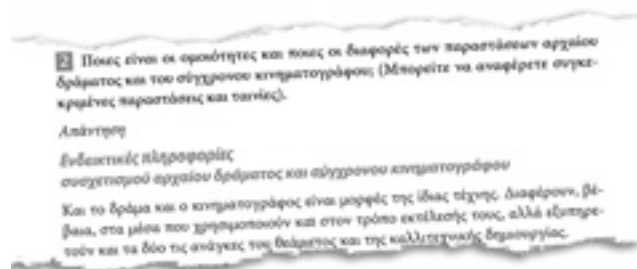 2 Ποιες είναι οι ομοιότητες και ποιες οι διαφορές των παραστάσεων αρχαίου
δράματος και του σύγχρονου κινηματογράφου; (Μπορείτε να αναφέρετε συγκε-
κριμένες παραστάσεις και ταινίες).
Απάντηση
Ενδεικτικές πληροφορίες
συσχετισμού αρχαίου δράματος και σύγχρονου κινηματογράφου
Και το δράμα και ο κινηματογράφος είναι μορφές της ίδιας τέχνης. Διαφέρουν, βέ-
βαια, στα μέσα που χρησιμοποιούν και στον τρόπο εκτέλεσής τους, αλλά εξυπηρε-
τούν και τα δύο τις ανάγκες του θεάματος και της καλλιτεχνικής δημιουργίας.